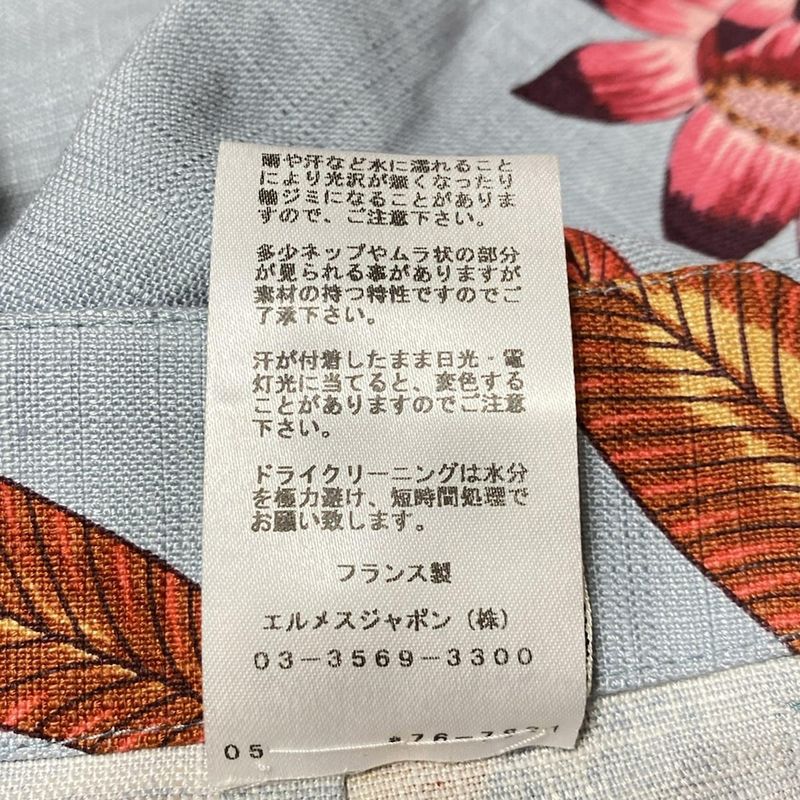 雨や汗など水に濡れること
により光沢が無くなったり
輪ジミになることがありま
すので、ご注意下さい。
多少ネップやムラ状の部分
が見られる事がありますが
素材の持つ特性ですのでご
了承下さい。
汗が付着したまま日光・電
灯光に当てると、変色する
ことがありますのでご注意
下さい。
ドライクリーニングは水分
を極力避け、短時間処理で
お願い致します。
フランス製
エルメスジャポン（株）
03-3569-3300
05